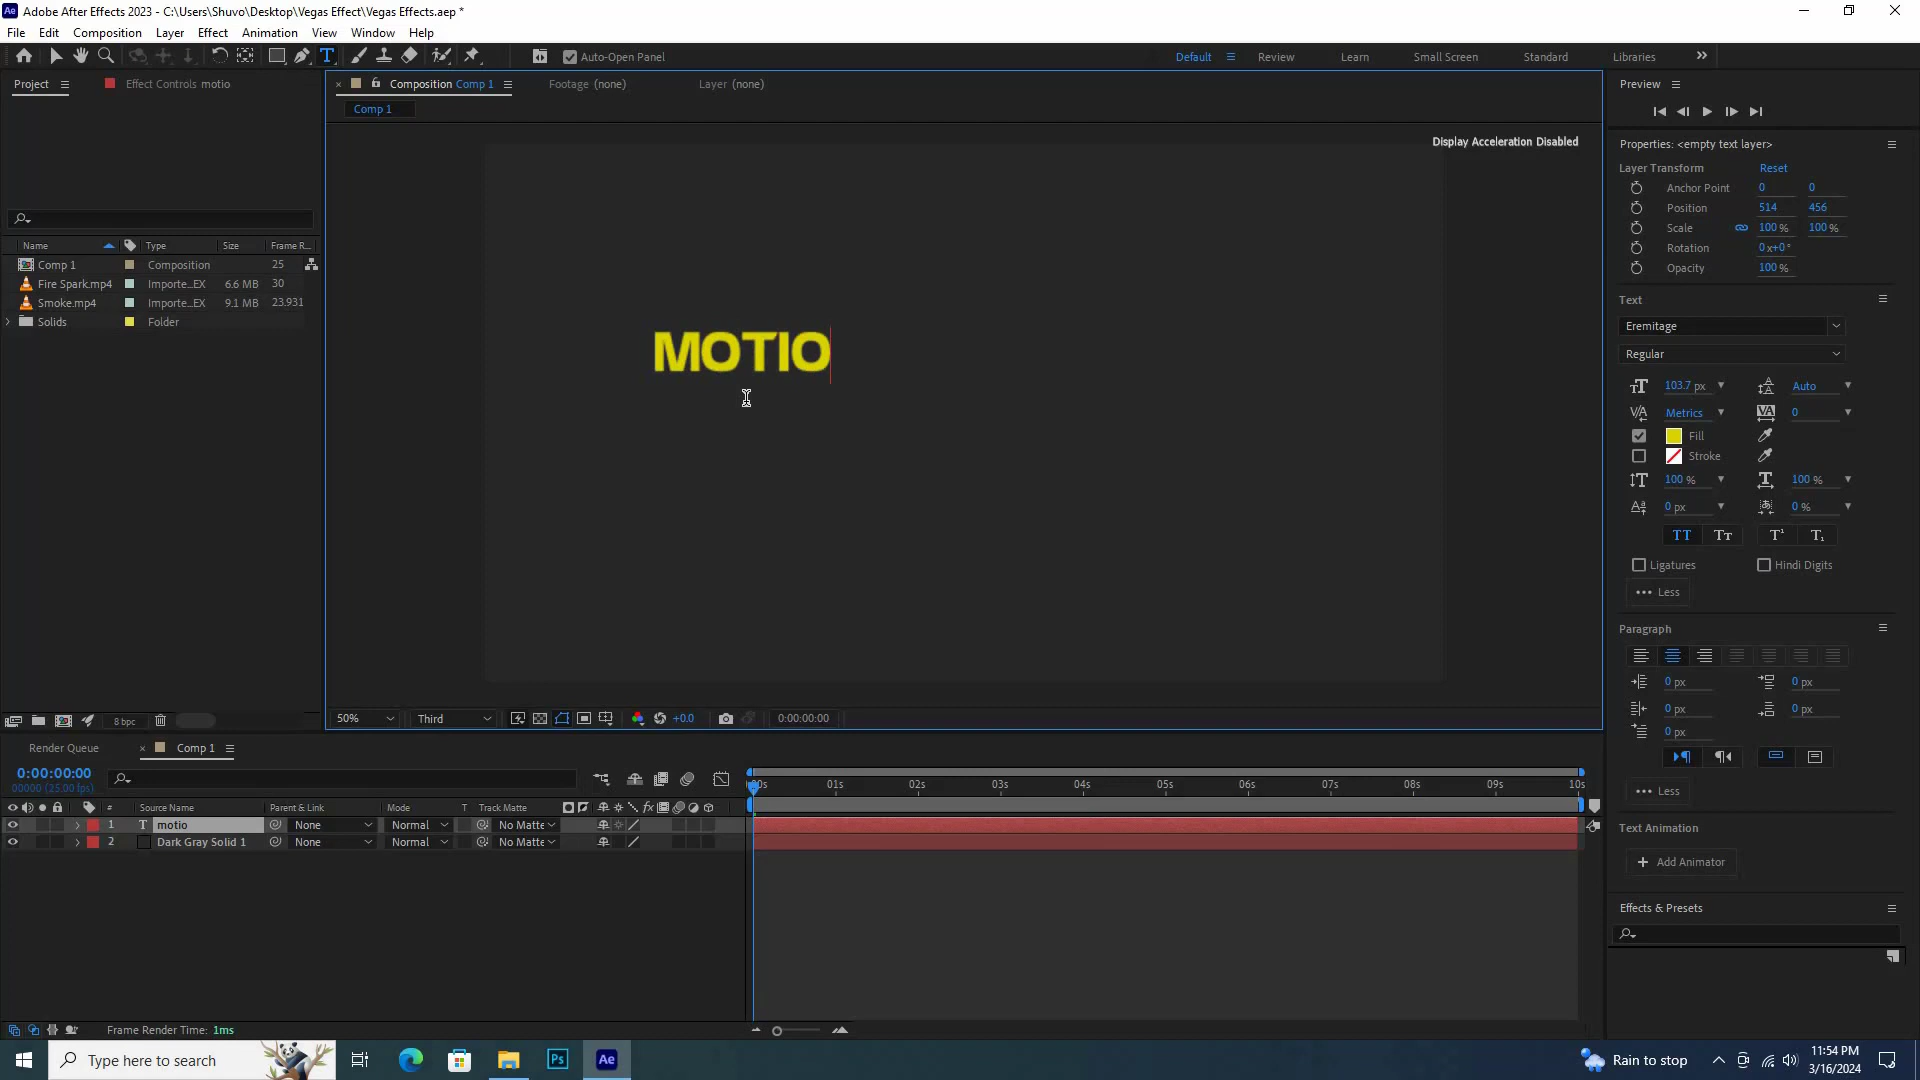 Adobe After Effects 2023 - C:\Users\Shuvo\Desktop\Vegas Effect\Vegas Effects.aep *
File Edit Composition Layer Effect Animation View Window Help
Auto-Open Panel
Default Review Learn Small Screen Standard Libraries
Project Effect Controls motio
Composition Comp 1 Footage (none) Layer (none)
Preview
Comp 1
Display Acceleration Disabled
Properties: <empty text layer>
Layer Transform Reset
Anchor Point 0 0
Position 514 456
Scale 100 % 100 %
Rotation 0 x+0 °
Opacity 100 %
Name Type Size Frame R...
Comp 1 Composition 25
Fire Spark.mp4 Importe...EX 6.6 MB 30
Smoke.mp4 Importe...EX 9.1 MB 23.931
Solids Folder
MOTIO
Text
Eremitage
Regular
103.7 px Auto
Metrics 0
Fill
Stroke
100 % 100 %
0 px 0 %
TT Tt T¹ T₁
Ligatures Hindi Digits
Less
Paragraph
0 px 0 px
0 px 0 px
0 px
Less
Text Animation
Add Animator
Effects & Presets
8 bpc
50% Third +0.0 0:00:00:00
Render Queue Comp 1
0:00:00:00
00000 (25.00 fps)
00s 01s 02s 03s 04s 05s 06s 07s 08s 09s 10s
# Source Name Parent & Link Mode T Track Matte
1 T motio None Normal No Matte
2 Dark Gray Solid 1 None Normal No Matte
Frame Render Time: 1ms
Type here to search
Ps Ae
Rain to stop
11:54 PM
3/16/2024